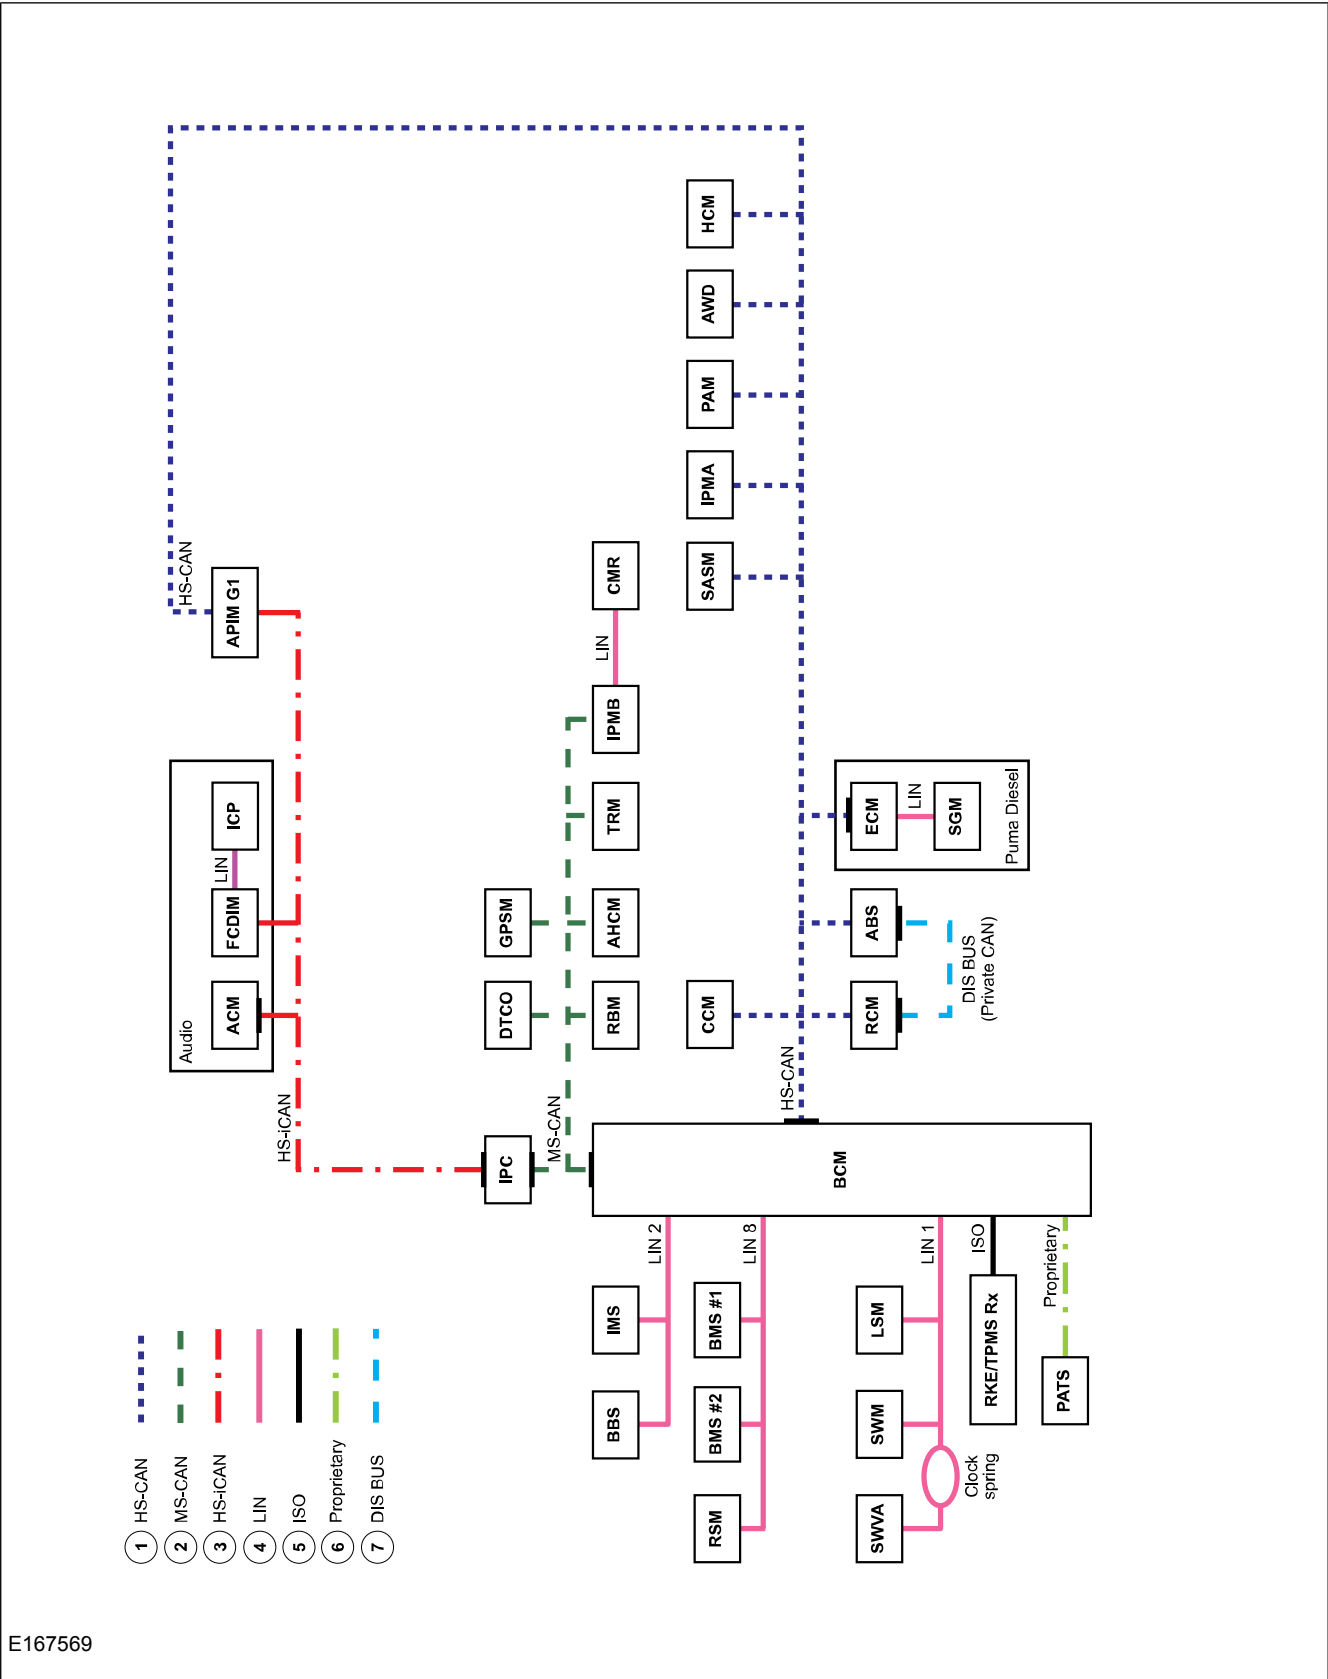 1 HS-CAN
2 MS-CAN
3 HS-iCAN
4 LIN
5 ISO
6 Proprietary
7 DIS BUS
Audio
ACM
FCDIM
LIN
ICP
APIM G1
HS-CAN
HS-iCAN
IPC
MS-CAN
DTCO
GPSM
RBM
AHCM
TRM
IPMB
LIN
CMR
CCM
SASM
IPMA
PAM
AWD
HCM
HS-CAN
RCM
ABS
DIS BUS
(Private CAN)
ECM
LIN
SGM
Puma Diesel
BCM
BBS
IMS
LIN 2
RSM
BMS #2
BMS #1
LIN 8
SWVA
SWM
LSM
LIN 1
Clock
spring
RKE/TPMS Rx
ISO
PATS
Proprietary
E167569